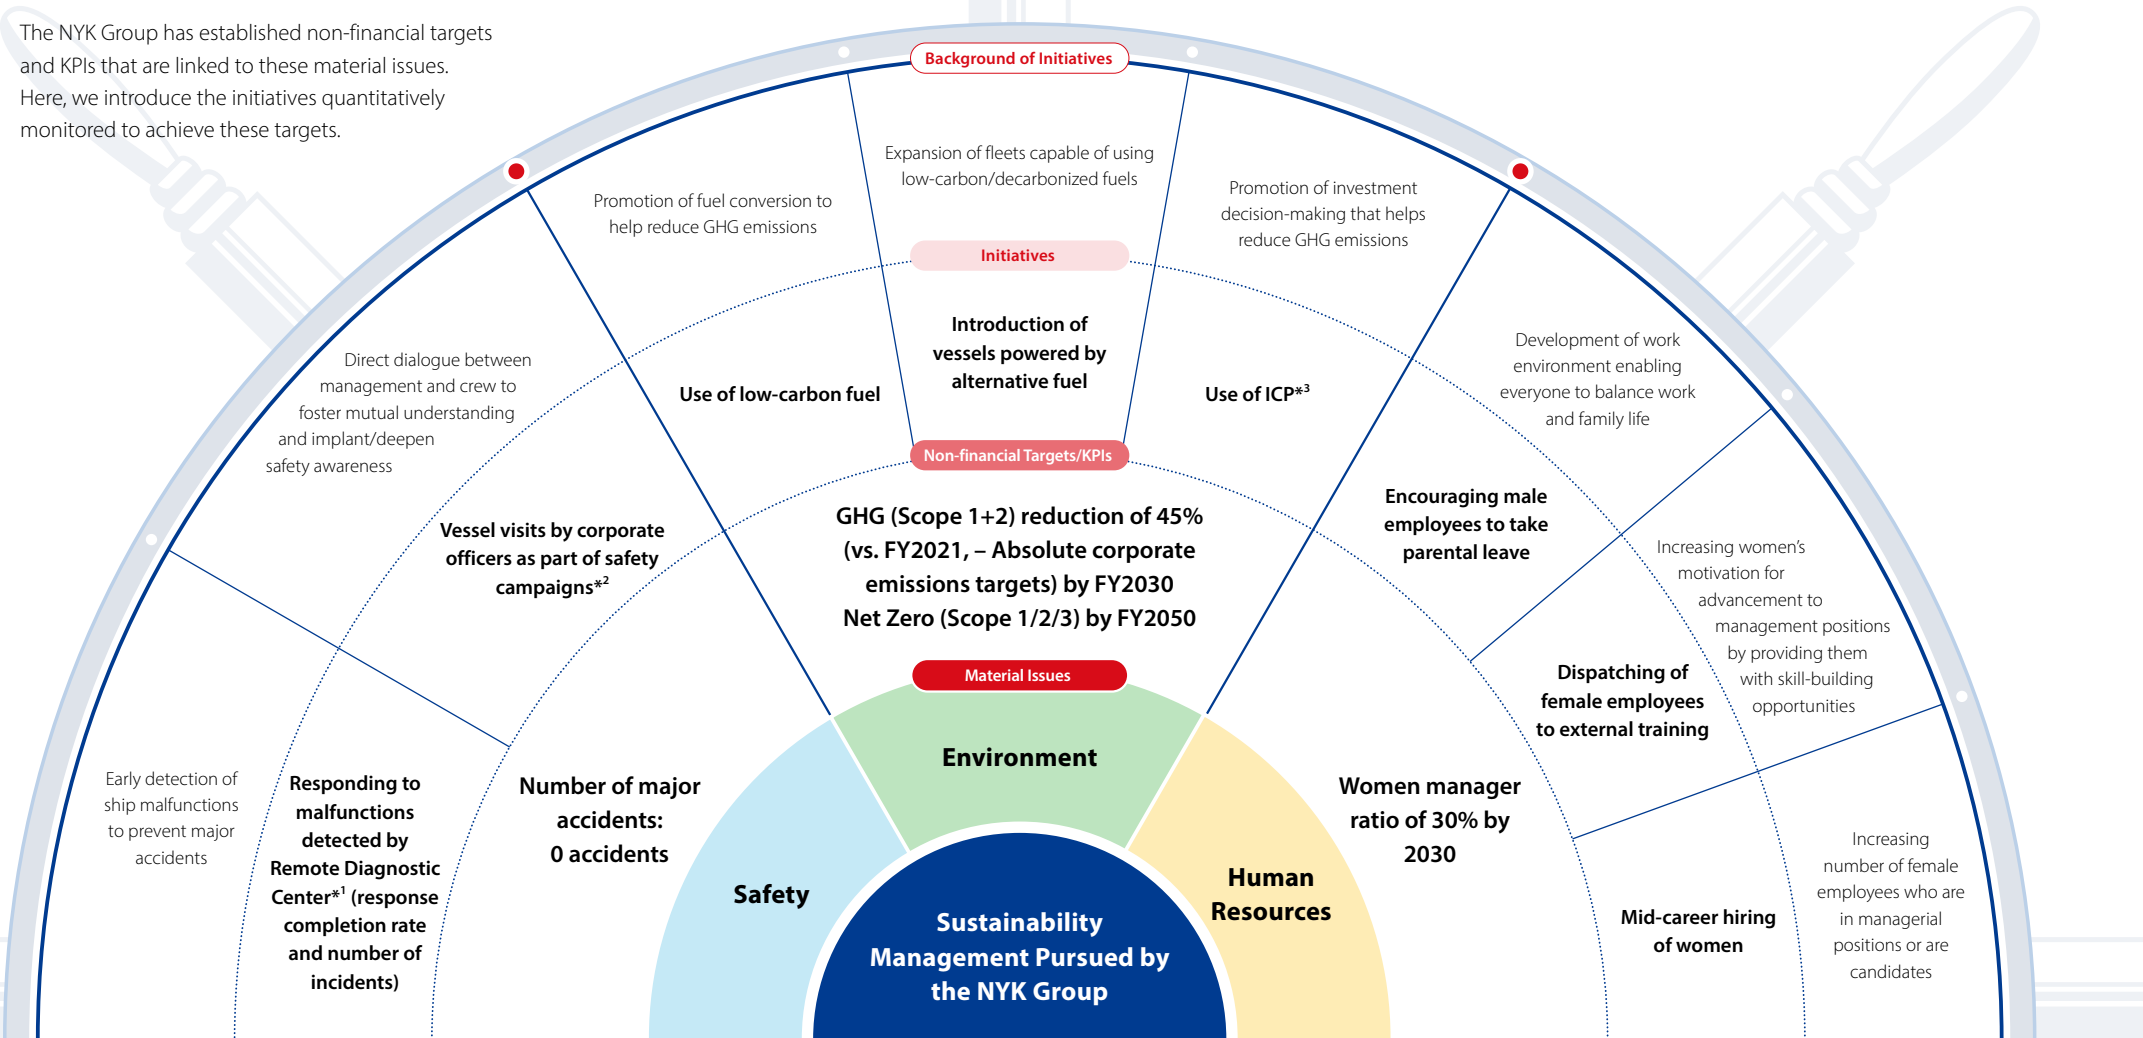 The NYK Group has established non-financial targets
and KPIs that are linked to these material issues.
Here, we introduce the initiatives quantitatively
monitored to achieve these targets.
Background of Initiatives
Promotion of fuel conversion to
help reduce GHG emissions
Expansion of fleets capable of using
low-carbon/decarbonized fuels
Promotion of investment
decision-making that helps
reduce GHG emissions
Initiatives
Use of low-carbon fuel
Introduction of
vessels powered by
alternative fuel
Use of ICP*3
Direct dialogue between
management and crew to
foster mutual understanding
and implant/deepen
safety awareness
Vessel visits by corporate
officers as part of safety
campaigns*2
Non-financial Targets/KPIs
GHG (Scope 1+2) reduction of 45%
(vs. FY2021, – Absolute corporate
emissions targets) by FY2030
Net Zero (Scope 1/2/3) by FY2050
Development of work
environment enabling
everyone to balance work
and family life
Encouraging male
employees to take
parental leave
Increasing women's
motivation for
advancement to
management positions
by providing them
with skill-building
opportunities
Dispatching of
female employees
to external training
Material Issues
Environment
Early detection of
ship malfunctions
to prevent major
accidents
Responding to
malfunctions
detected by
Remote Diagnostic
Center*1 (response
completion rate
and number of
incidents)
Number of major
accidents:
0 accidents
Safety
Human
Resources
Women manager
ratio of 30% by
2030
Mid-career hiring
of women
Increasing
number of female
employees who are
in managerial
positions or are
candidates
Sustainability
Management Pursued by
the NYK Group